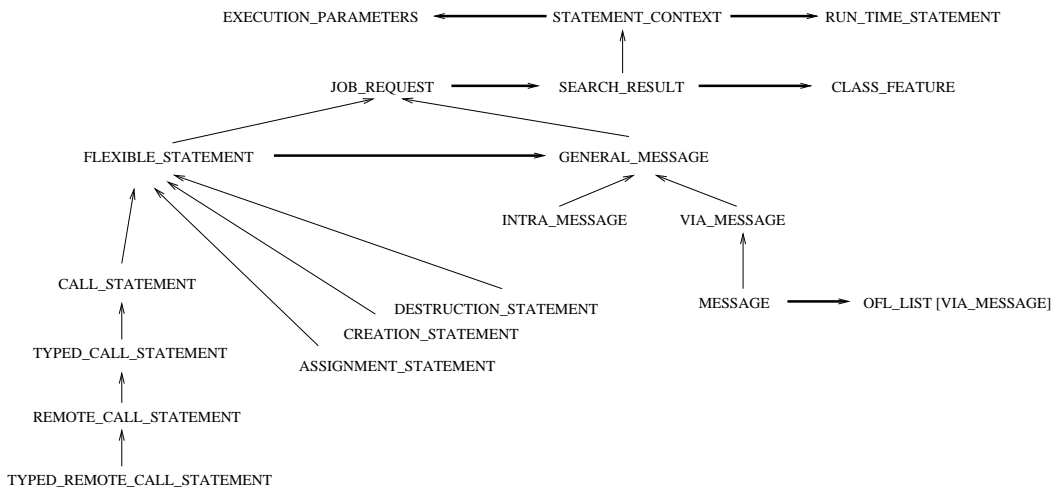 EXECUTION_PARAMETERS STATEMENT_CONTEXT RUN_TIME_STATEMENT
JOB_REQUEST SEARCH_RESULT CLASS_FEATURE
FLEXIBLE_STATEMENT GENERAL_MESSAGE
INTRA_MESSAGE VIA_MESSAGE
CALL_STATEMENT
DESTRUCTION_STATEMENT MESSAGE OFL_LIST [VIA_MESSAGE]
CREATION_STATEMENT
TYPED_CALL_STATEMENT
ASSIGNMENT_STATEMENT
REMOTE_CALL_STATEMENT
TYPED_REMOTE_CALL_STATEMENT